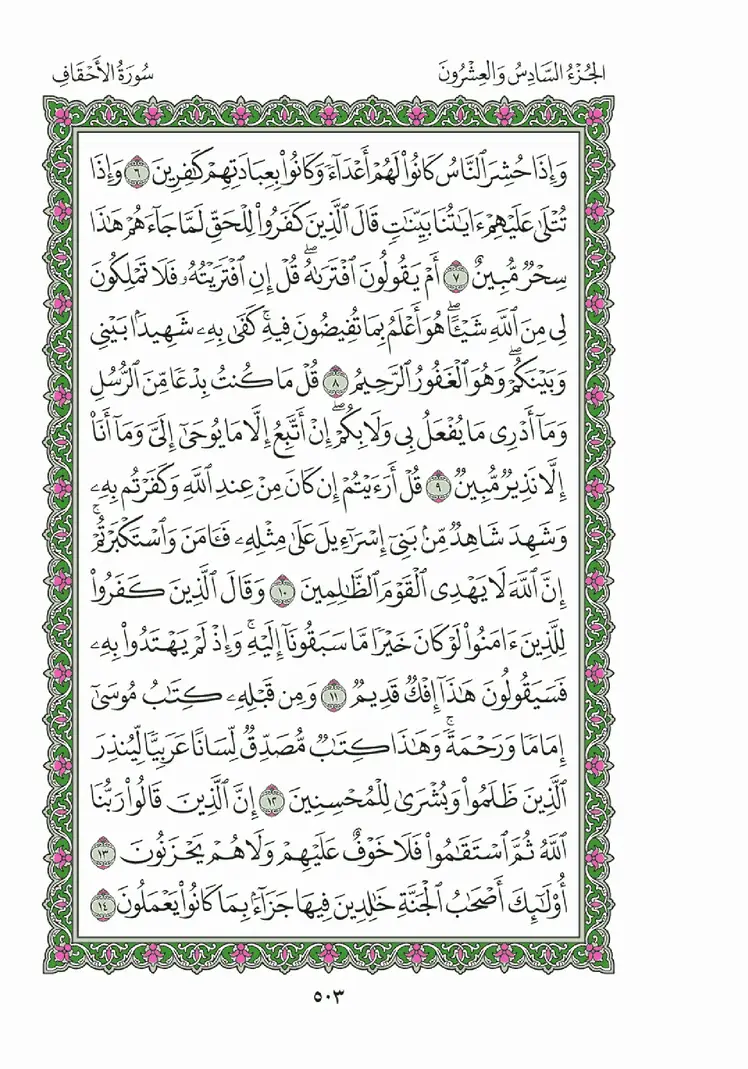 الجُزْءُ السَّادِسُ وَالعِشْرُونَ
سُورَةُ الأَحْقَافِ
وَإِذَا حُشِرَ ٱلنَّاسُ كَانُوا۟ لَهُمْ أَعْدَآءً وَكَانُوا۟ بِعِبَادَتِهِمْ كَٰفِرِينَ ٦ وَإِذَا
تُتْلَىٰ عَلَيْهِمْ ءَايَٰتُنَا بَيِّنَٰتٍ قَالَ ٱلَّذِينَ كَفَرُوا۟ لِلْحَقِّ لَمَّا جَآءَهُمْ هَٰذَا
سِحْرٌ مُّبِينٌ ٧ أَمْ يَقُولُونَ ٱفْتَرَىٰهُ ۖ قُلْ إِنِ ٱفْتَرَيْتُهُۥ فَلَا تَمْلِكُونَ
لِى مِنَ ٱللَّهِ شَيْـًٔا ۖ هُوَ أَعْلَمُ بِمَا تُفِيضُونَ فِيهِ ۖ كَفَىٰ بِهِۦ شَهِيدًۢا بَيْنِى
وَبَيْنَكُمْ ۖ وَهُوَ ٱلْغَفُورُ ٱلرَّحِيمُ ٨ قُلْ مَا كُنتُ بِدْعًا مِّنَ ٱلرُّسُلِ
وَمَآ أَدْرِى مَا يُفْعَلُ بِى وَلَا بِكُمْ ۖ إِنْ أَتَّبِعُ إِلَّا مَا يُوحَىٰٓ إِلَىَّ وَمَآ أَنَا۠
إِلَّا نَذِيرٌ مُّبِينٌ ٩ قُلْ أَرَءَيْتُمْ إِن كَانَ مِنْ عِندِ ٱللَّهِ وَكَفَرْتُم بِهِۦ
وَشَهِدَ شَاهِدٌ مِّنۢ بَنِىٓ إِسْرَٰٓءِيلَ عَلَىٰ مِثْلِهِۦ فَـَٔامَنَ وَٱسْتَكْبَرْتُمْ ۚ
إِنَّ ٱللَّهَ لَا يَهْدِى ٱلْقَوْمَ ٱلظَّٰلِمِينَ ١٠ وَقَالَ ٱلَّذِينَ كَفَرُوا۟
لِلَّذِينَ ءَامَنُوا۟ لَوْ كَانَ خَيْرًا مَّا سَبَقُونَآ إِلَيْهِ ۚ وَإِذْ لَمْ يَهْتَدُوا۟ بِهِۦ
فَسَيَقُولُونَ هَٰذَآ إِفْكٌ قَدِيمٌ ١١ وَمِن قَبْلِهِۦ كِتَٰبُ مُوسَىٰٓ
إِمَامًا وَرَحْمَةً ۚ وَهَٰذَا كِتَٰبٌ مُّصَدِّقٌ لِّسَانًا عَرَبِيًّا لِّيُنذِرَ
ٱلَّذِينَ ظَلَمُوا۟ وَبُشْرَىٰ لِلْمُحْسِنِينَ ١٢ إِنَّ ٱلَّذِينَ قَالُوا۟ رَبُّنَا
ٱللَّهُ ثُمَّ ٱسْتَقَٰمُوا۟ فَلَا خَوْفٌ عَلَيْهِمْ وَلَا هُمْ يَحْزَنُونَ ١٣
أُو۟لَٰٓئِكَ أَصْحَٰبُ ٱلْجَنَّةِ خَٰلِدِينَ فِيهَا جَزَآءًۢ بِمَا كَانُوا۟ يَعْمَلُونَ ١٤
٥٠٣